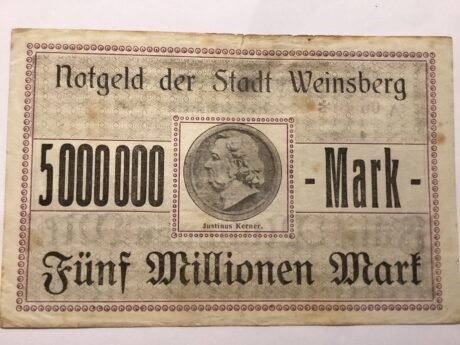 Notgeld der Stadt Weinsberg
5000000 - Mark -
Justinus Kerner.
Fünf Millionen Mark